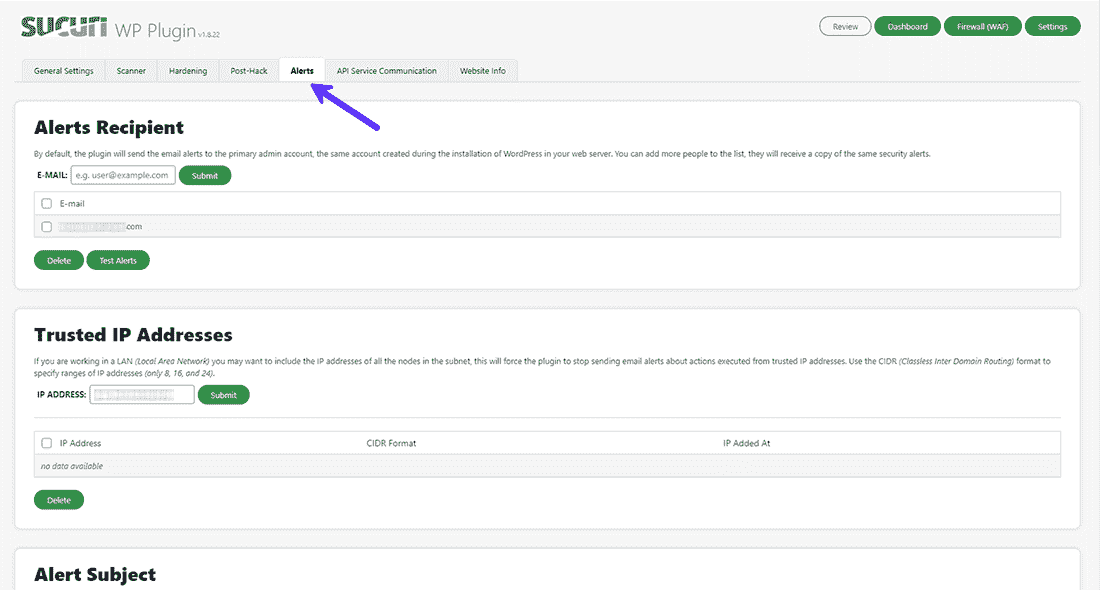 SUCURI WP Plugin v1.8.22
Review Dashboard Firewall (WAF) Settings
General Settings Scanner Hardening Post-Hack Alerts API Service Communication Website Info
Alerts Recipient
By default, the plugin will send the email alerts to the primary admin account, the same account created during the installation of WordPress in your web server. You can add more people to the list, they will receive a copy of the same security alerts.
E-MAIL: e.g. user@example.com Submit
E-mail
com
Delete Test Alerts
Trusted IP Addresses
If you are working in a LAN (Local Area Network) you may want to include the IP addresses of all the nodes in the subnet, this will force the plugin to stop sending email alerts about actions executed from trusted IP addresses. Use the CIDR (Classless Inter Domain Routing) format to
specify ranges of IP addresses (only 8, 16, and 24).
IP ADDRESS: Submit
IP Address CIDR Format IP Added At
no data available
Delete
Alert Subject